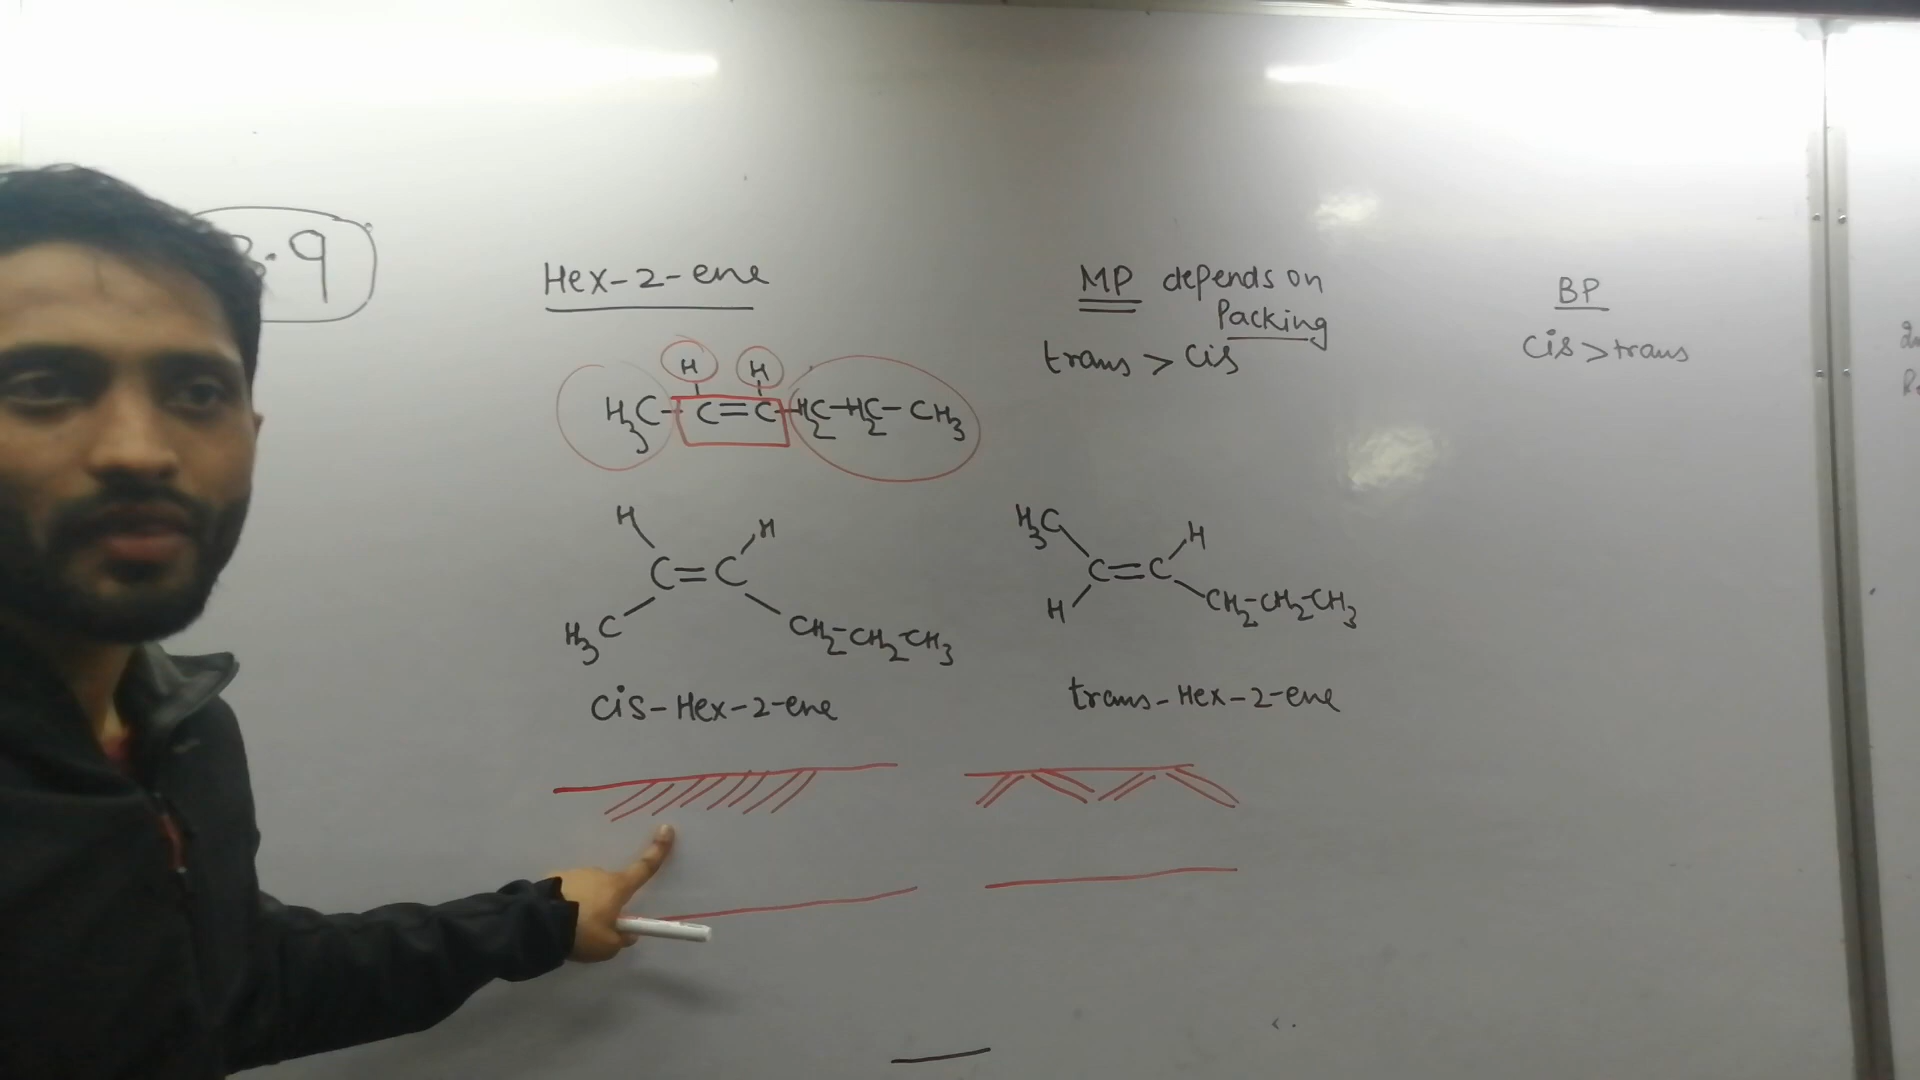 .9
Hex-2-ene
H H
H3C-C=C-H2C-H2C-CH3
H H
C=C
H3C CH2-CH2-CH3
cis-Hex-2-ene
MP depends on
Packing
trans > cis
H3C H
C=C
H CH2-CH2-CH3
trans-Hex-2-ene
BP
cis > trans